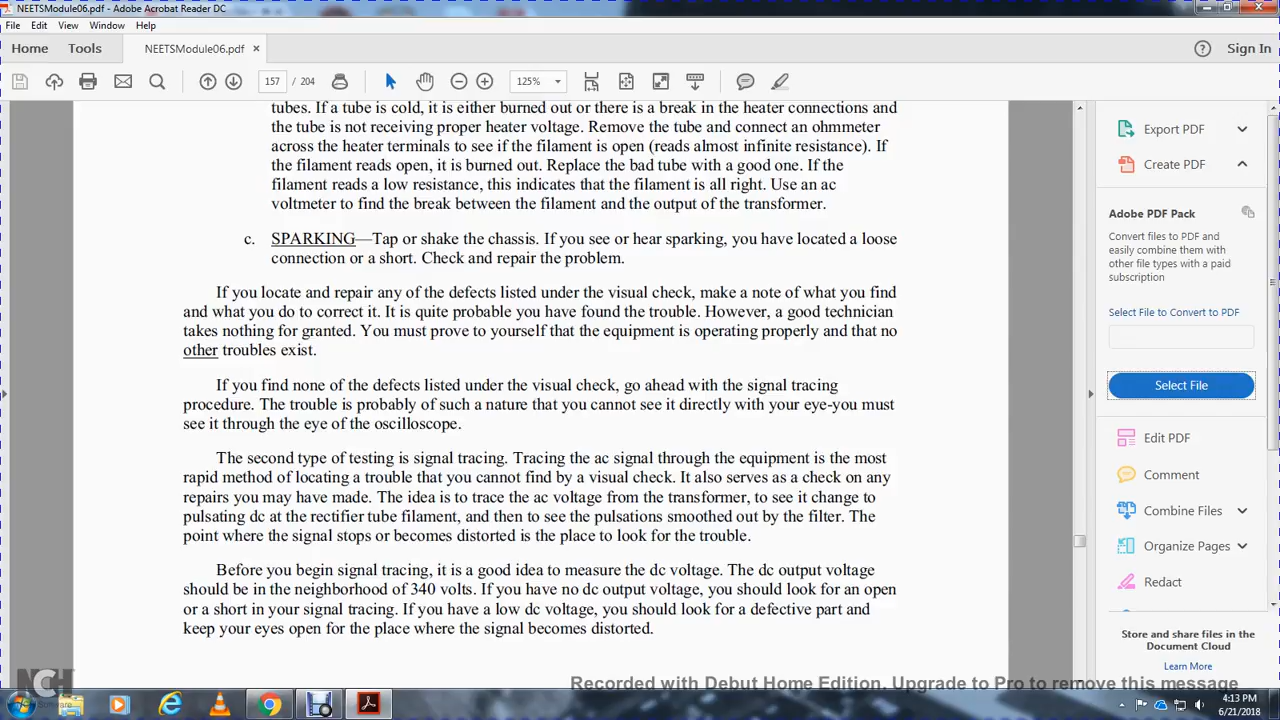 NEETSModule06.pdf - Adobe Acrobat Reader DC
File Edit View Window Help
Home Tools NEETSModule06.pdf × Sign In
157 / 204 125%
tubes. If a tube is cold, it is either burned out or there is a break in the heater connections and
the tube is not receiving proper heater voltage. Remove the tube and connect an ohmmeter
across the heater terminals to see if the filament is open (reads almost infinite resistance). If
the filament reads open, it is burned out. Replace the bad tube with a good one. If the
filament reads a low resistance, this indicates that the filament is all right. Use an ac
voltmeter to find the break between the filament and the output of the transformer.
c. SPARKING—Tap or shake the chassis. If you see or hear sparking, you have located a loose
connection or a short. Check and repair the problem.
If you locate and repair any of the defects listed under the visual check, make a note of what you find
and what you do to correct it. It is quite probable you have found the trouble. However, a good technician
takes nothing for granted. You must prove to yourself that the equipment is operating properly and that no
other troubles exist.
If you find none of the defects listed under the visual check, go ahead with the signal tracing
procedure. The trouble is probably of such a nature that you cannot see it directly with your eye-you must
see it through the eye of the oscilloscope.
The second type of testing is signal tracing. Tracing the ac signal through the equipment is the most
rapid method of locating a trouble that you cannot find by a visual check. It also serves as a check on any
repairs you may have made. The idea is to trace the ac voltage from the transformer, to see it change to
pulsating dc at the rectifier tube filament, and then to see the pulsations smoothed out by the filter. The
point where the signal stops or becomes distorted is the place to look for the trouble.
Before you begin signal tracing, it is a good idea to measure the dc voltage. The dc output voltage
should be in the neighborhood of 340 volts. If you have no dc output voltage, you should look for an open
or a short in your signal tracing. If you have a low dc voltage, you should look for a defective part and
keep your eyes open for the place where the signal becomes distorted.
Export PDF
Create PDF
Adobe PDF Pack
Convert files to PDF and
easily combine them with
other file types with a paid
subscription
Select File to Convert to PDF
Select File
Edit PDF
Comment
Combine Files
Organize Pages
Redact
Store and share files in the
Document Cloud
Learn More
NCH
Software
Recorded with Debut Home Edition. Upgrade to Pro to remove this message
4:13 PM
6/21/2018